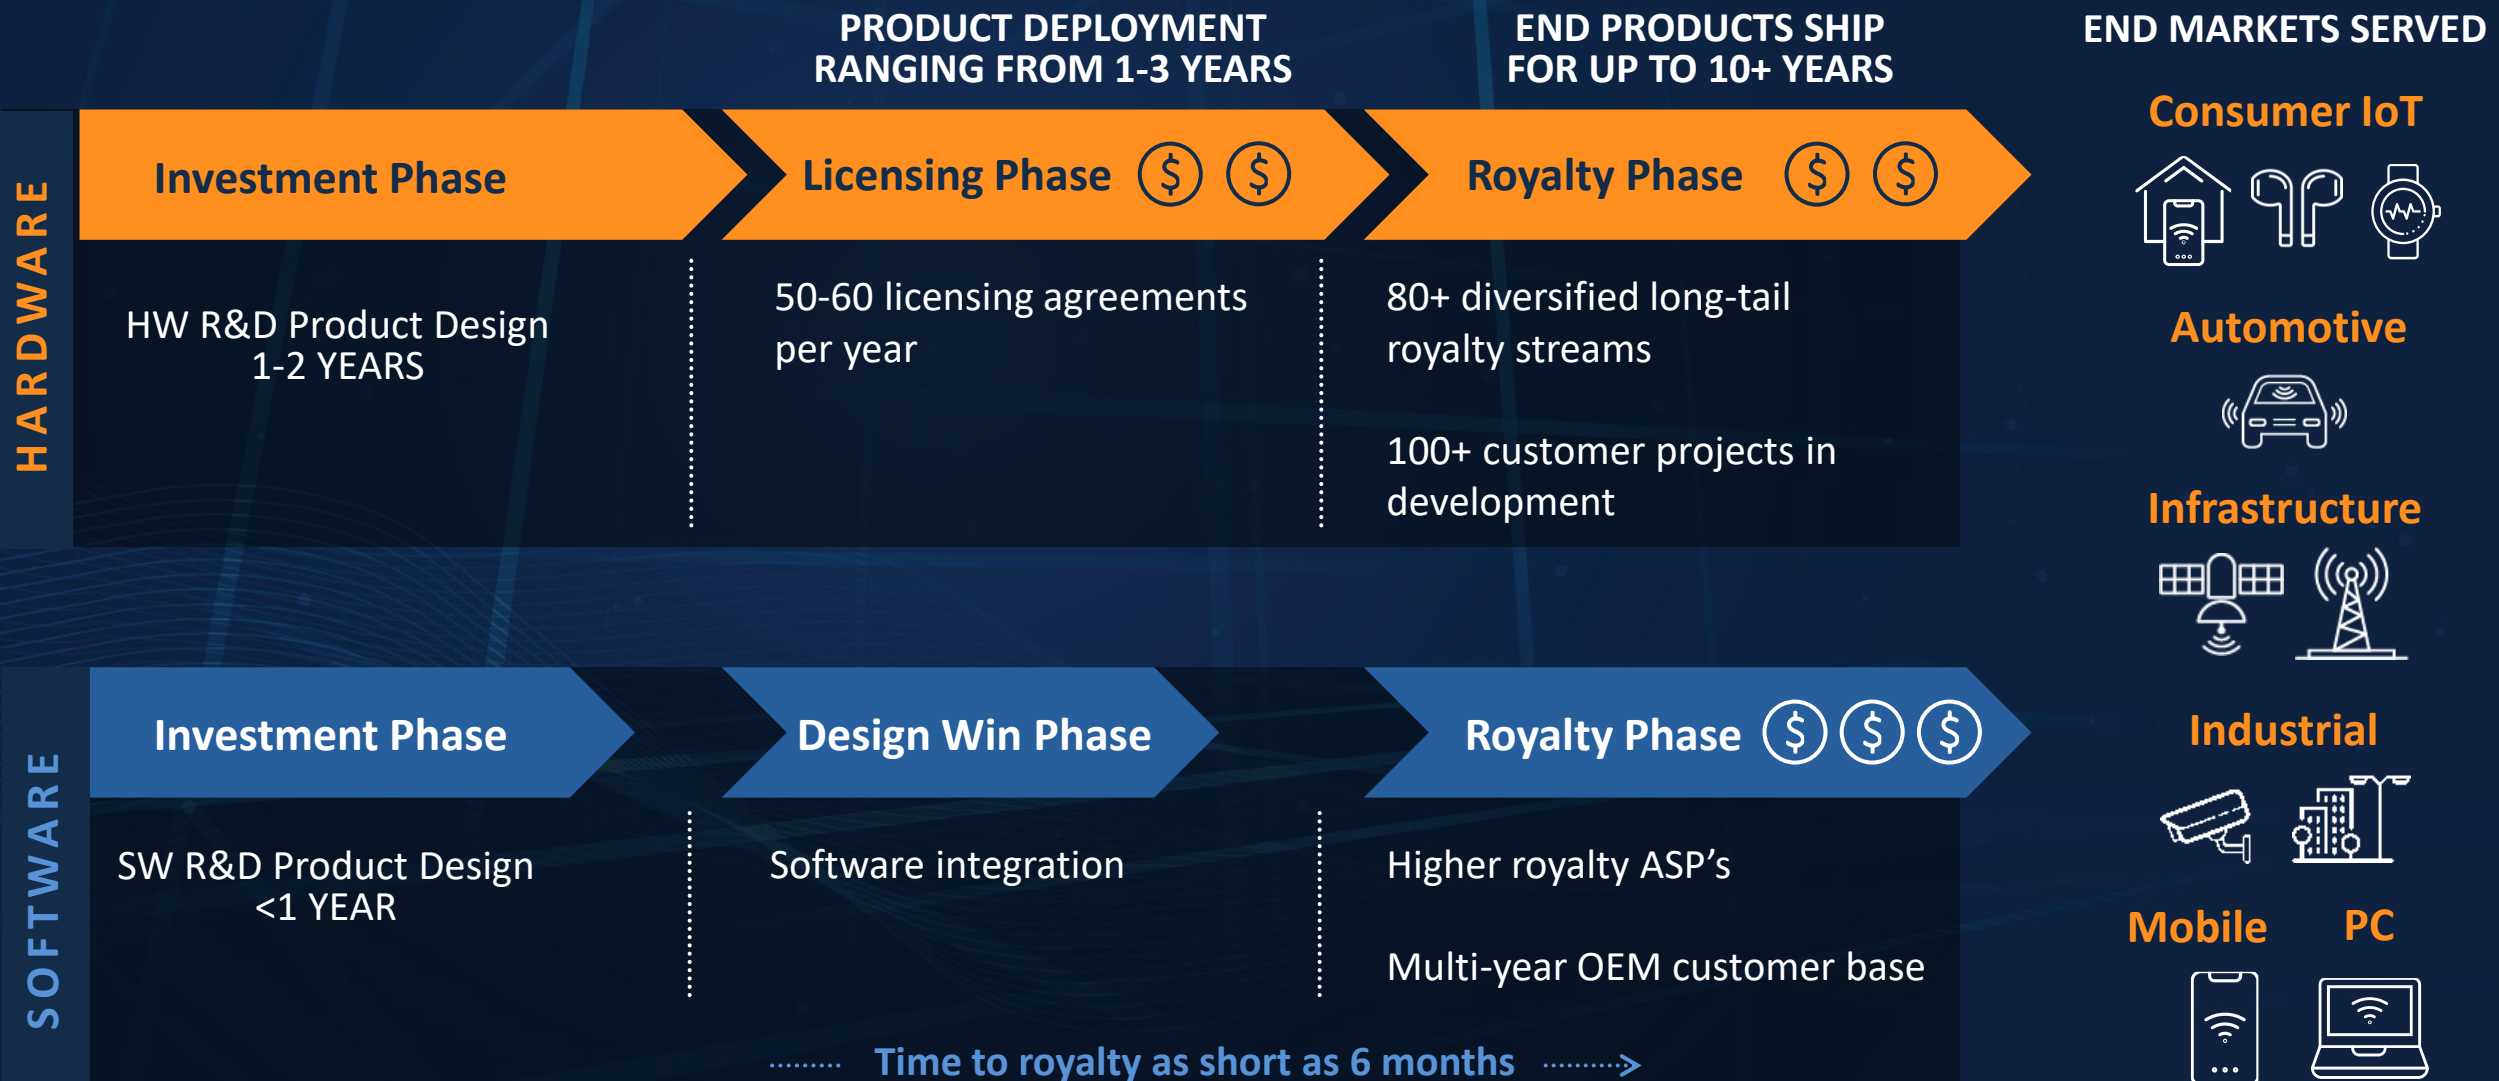 PRODUCT DEPLOYMENT
RANGING FROM 1-3 YEARS
END PRODUCTS SHIP
FOR UP TO 10+ YEARS
END MARKETS SERVED
HARDWARE
Investment Phase
Licensing Phase $ $
Royalty Phase $ $
HW R&D Product Design
1-2 YEARS
50-60 licensing agreements
per year
80+ diversified long-tail
royalty streams
100+ customer projects in
development
SOFTWARE
Investment Phase
Design Win Phase
Royalty Phase $ $ $
SW R&D Product Design
<1 YEAR
Software integration
Higher royalty ASP’s
Multi-year OEM customer base
Time to royalty as short as 6 months
Consumer IoT
Automotive
Infrastructure
Industrial
Mobile
PC